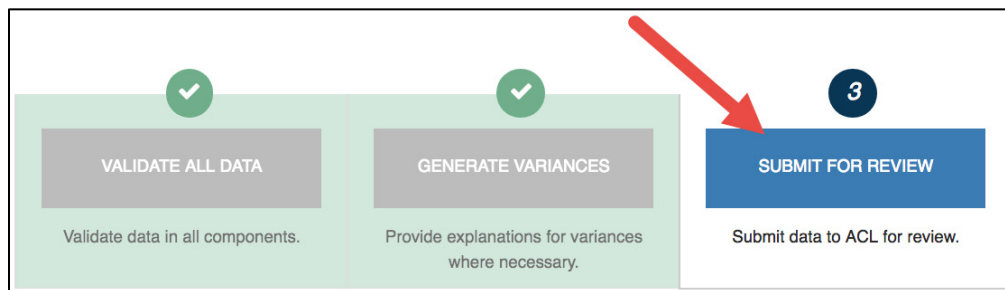 3
VALIDATE ALL DATA
GENERATE VARIANCES
SUBMIT FOR REVIEW
Validate data in all components.
Provide explanations for variances
where necessary.
Submit data to ACL for review.